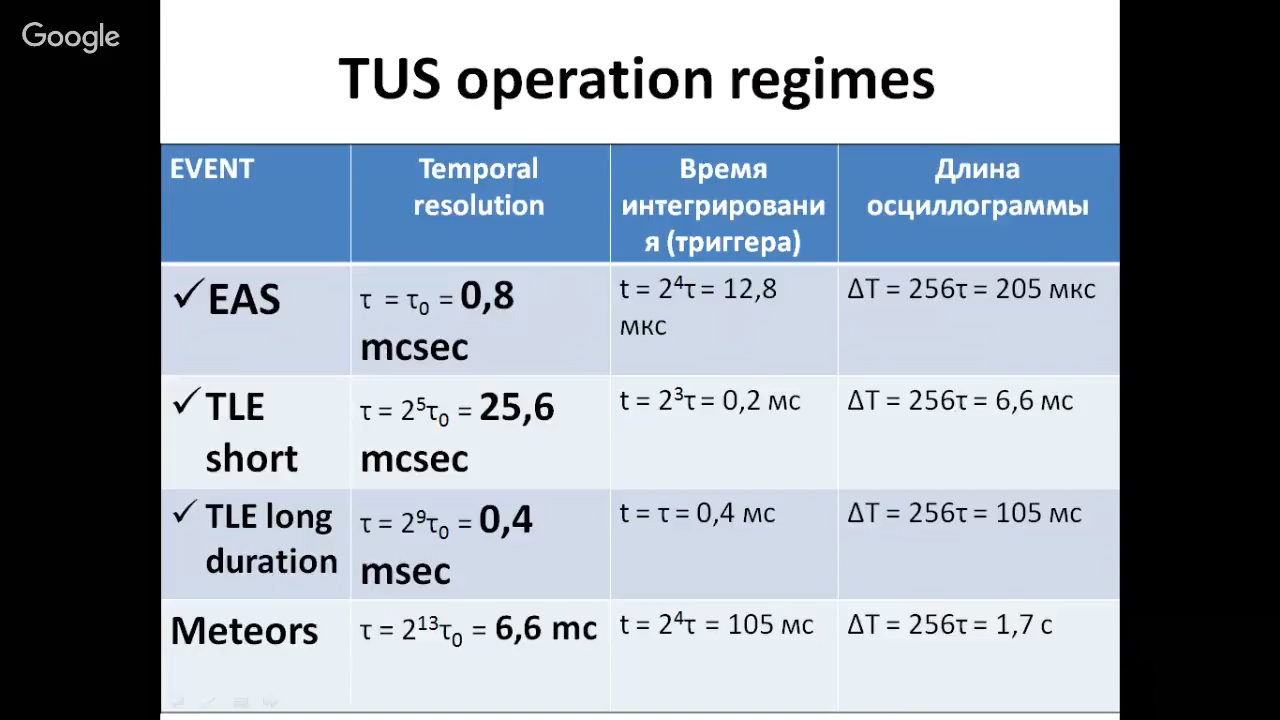 Google
TUS operation regimes
EVENT
Temporal
resolution
Время
интегрировани
я (триггера)
Длина
осциллограммы
✓EAS
τ = τ₀ = 0,8
mcsec
t = 2⁴τ = 12,8
мкс
ΔT = 256τ = 205 мкс
✓TLE
short
τ = 2⁵τ₀ = 25,6
mcsec
t = 2³τ = 0,2 мс
ΔT = 256τ = 6,6 мс
✓ TLE long
duration
τ = 2⁹τ₀ = 0,4
msec
t = τ = 0,4 мс
ΔT = 256τ = 105 мс
Meteors
τ = 2¹³τ₀ = 6,6 mc
t = 2⁴τ = 105 мс
ΔT = 256τ = 1,7 с